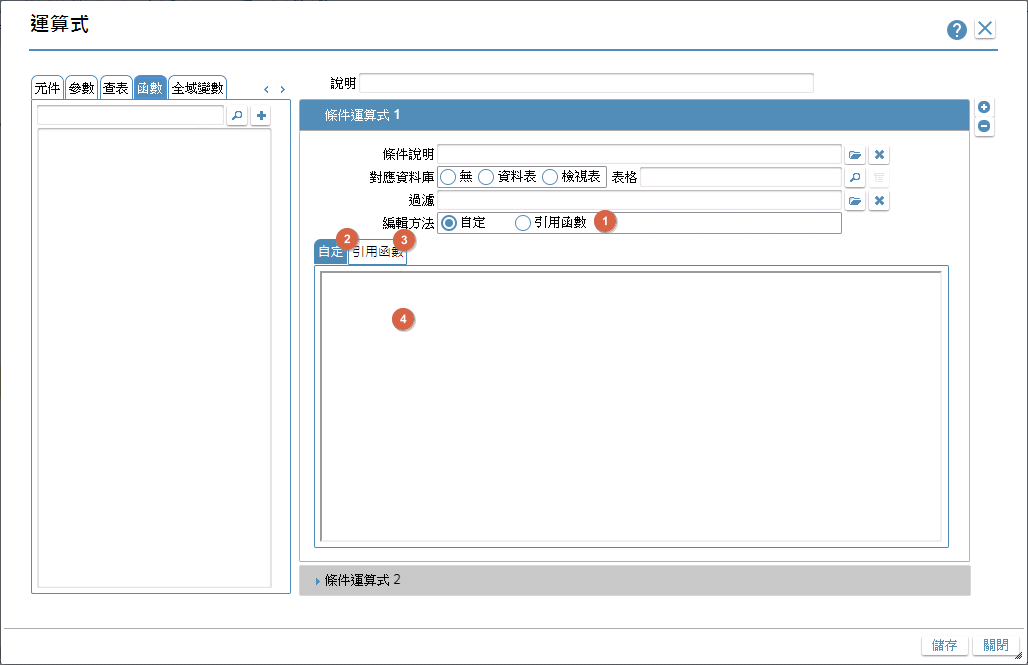 運算式
?
元件 參數 查表 函數 全域變數
說明
條件運算式 1
條件說明
對應資料庫 無 資料表 檢視表 表格
過濾
編輯方法 自定 引用函數 1
2 3
自定 引用函數
4
條件運算式 2
儲存 關閉